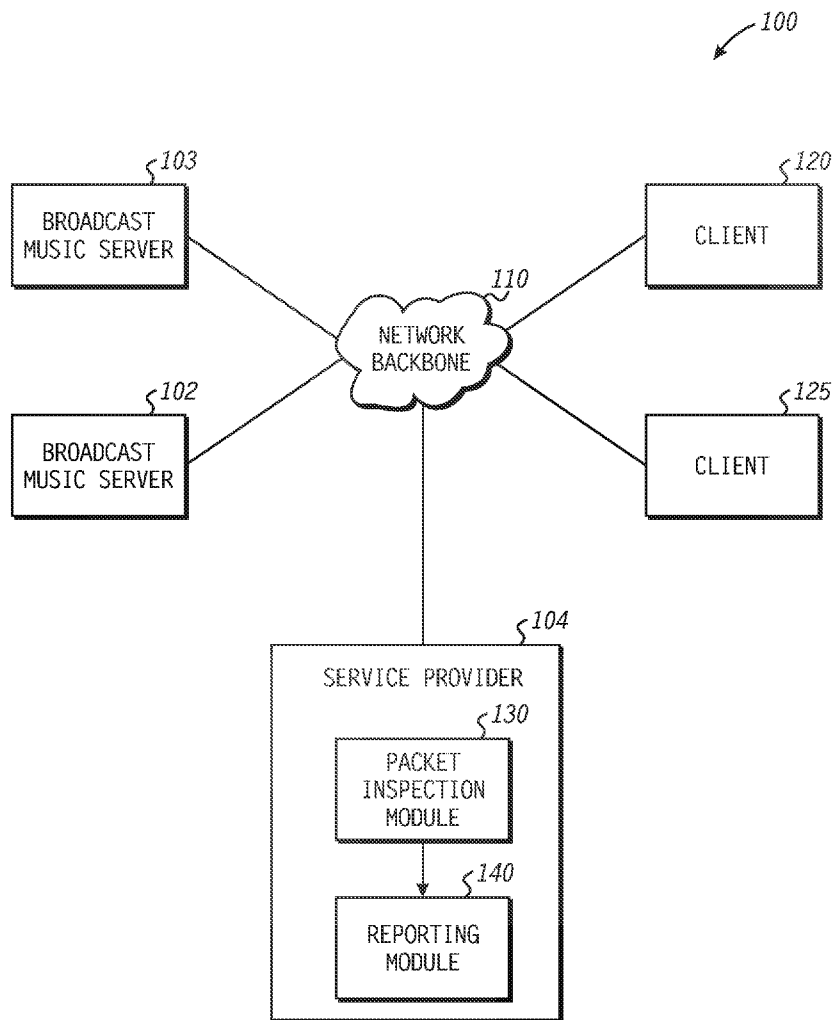 100
103
BROADCAST
MUSIC SERVER
120
CLIENT
110
NETWORK
BACKBONE
102
BROADCAST
MUSIC SERVER
125
CLIENT
104
SERVICE PROVIDER
130
PACKET
INSPECTION
MODULE
140
REPORTING
MODULE